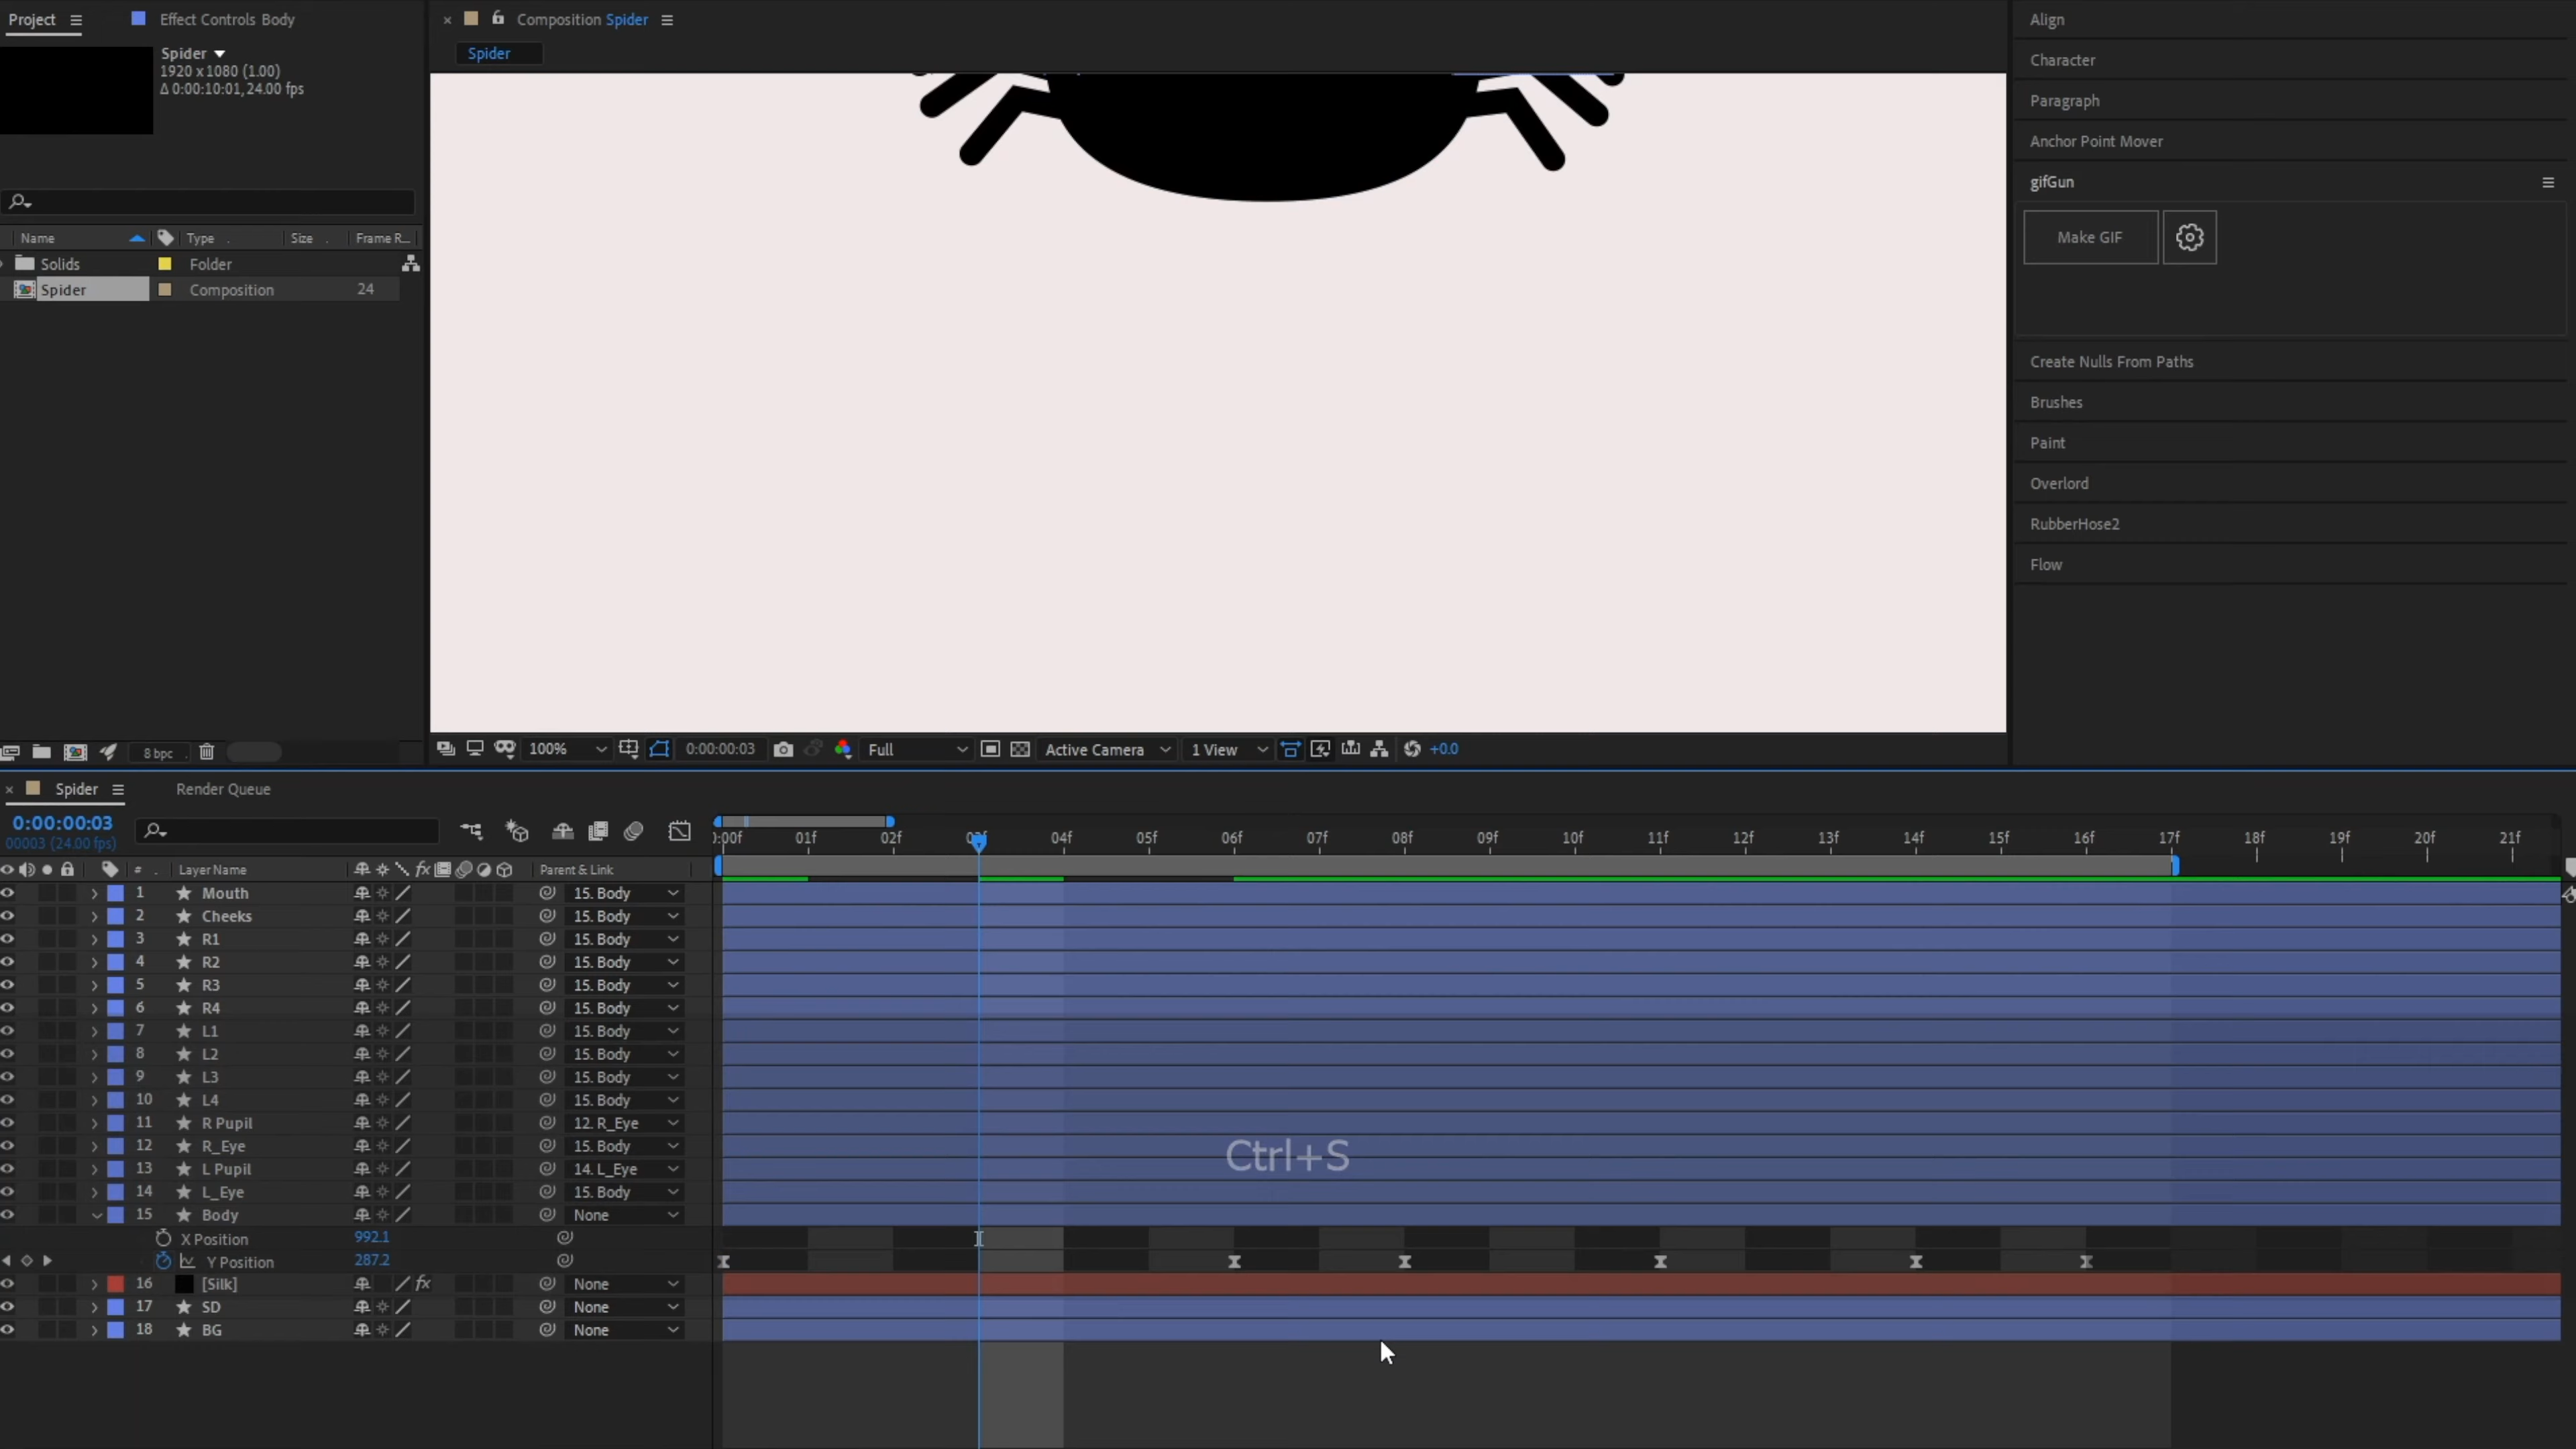 Project
Effect Controls Body
Composition Spider
Spider
Spider
1920 x 1080 (1.00)
Δ 0:00:10:01, 24.00 fps
Name
Type
Size
Frame R...
Solids
Folder
Spider
Composition
24
8 bpc
100%
0:00:00:03
Full
Active Camera
1 View
+0.0
Align
Character
Paragraph
Anchor Point Mover
gifGun
Make GIF
Create Nulls From Paths
Brushes
Paint
Overlord
RubberHose2
Flow
Spider
Render Queue
0:00:00:03
00003 (24.00 fps)
):00f 01f 02f 03f 04f 05f 06f 07f 08f 09f 10f 11f 12f 13f 14f 15f 16f 17f 18f 19f 20f 21f
# Layer Name fx Parent & Link
1 Mouth 15. Body
2 Cheeks 15. Body
3 R1 15. Body
4 R2 15. Body
5 R3 15. Body
6 R4 15. Body
7 L1 15. Body
8 L2 15. Body
9 L3 15. Body
10 L4 15. Body
11 R Pupil 12. R_Eye
12 R_Eye 15. Body
13 L Pupil 14. L_Eye
14 L_Eye 15. Body
15 Body None
X Position 992.1
Y Position 287.2
16 [Silk] fx None
17 SD None
18 BG None
Ctrl+S